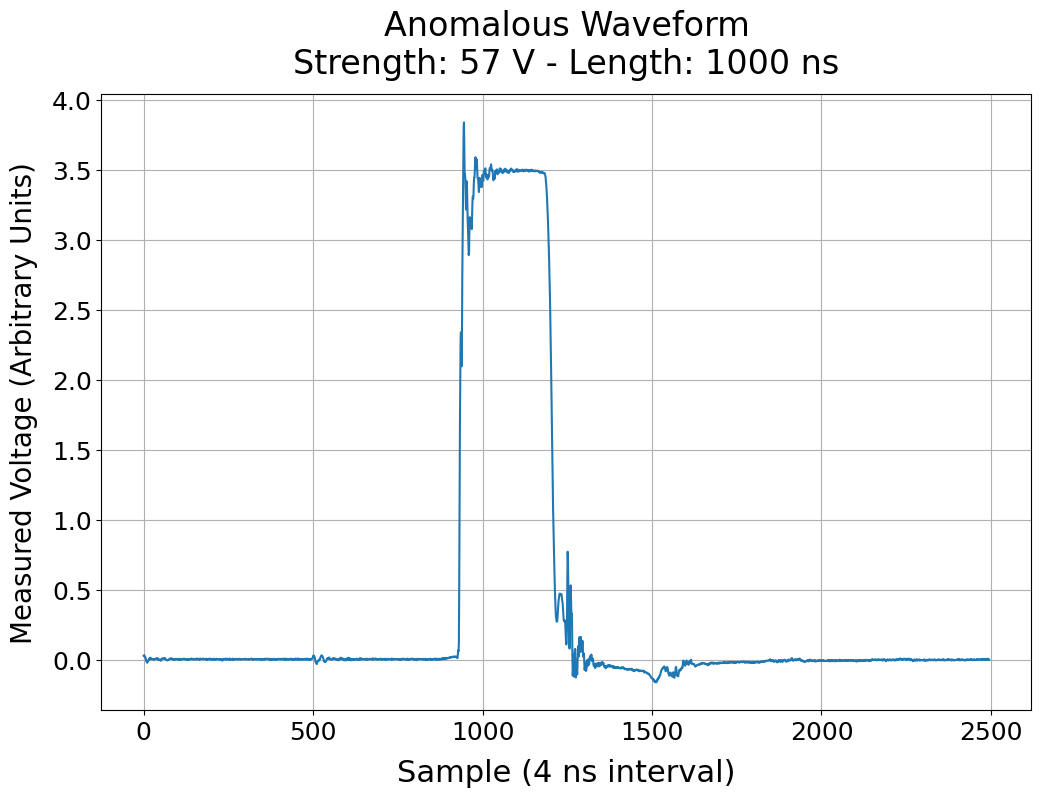 Anomalous Waveform
Strength: 57 V - Length: 1000 ns
Measured Voltage (Arbitrary Units)
4.0
3.5
3.0
2.5
2.0
1.5
1.0
0.5
0.0
0 500 1000 1500 2000 2500
Sample (4 ns interval)